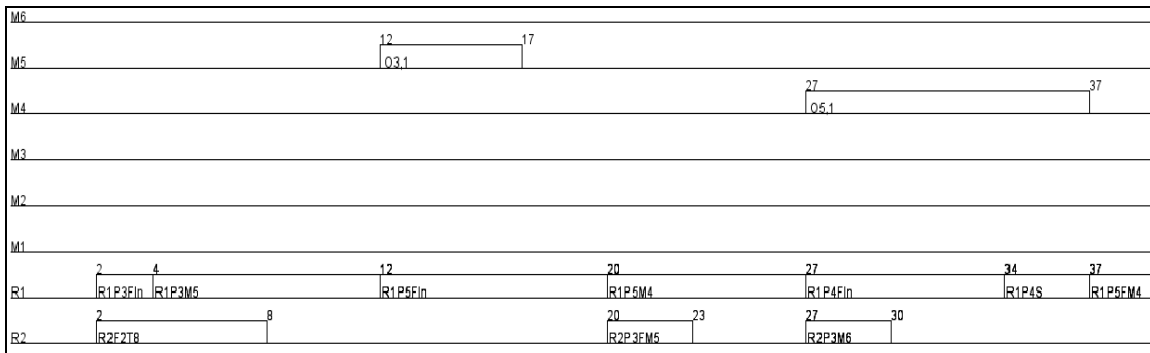 M6
12 17
M5 O3,1
27 37
M4 O5,1
M3
M2
M1
2 4 12 20 27 34 37
R1 R1P3FIn R1P3M5 R1P5FIn R1P5M4 R1P4FIn R1P4S R1P5FM4
2 8 20 23 27 30
R2 R2F2T8 R2P3FM5 R2P3M6